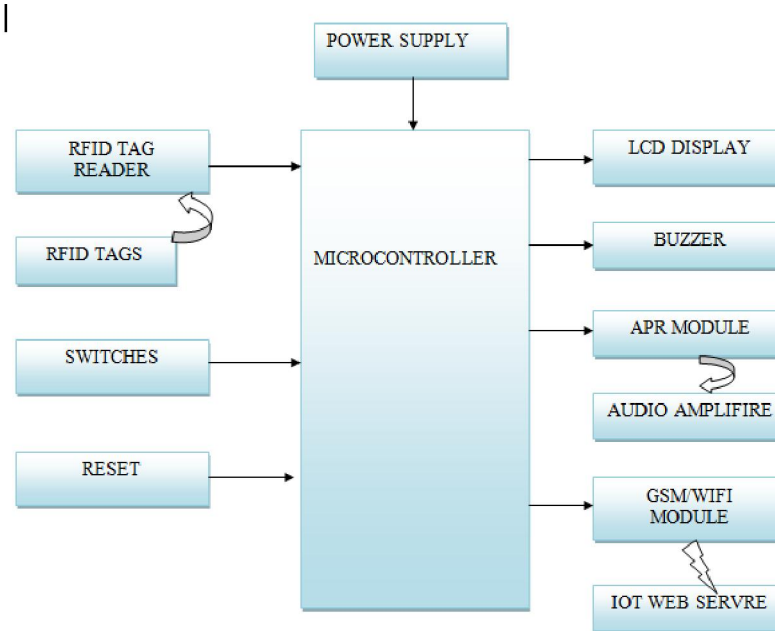 POWER SUPPLY
RFID TAG
READER
RFID TAGS
SWITCHES
RESET
MICROCONTROLLER
LCD DISPLAY
BUZZER
APR MODULE
AUDIO AMPLIFIRE
GSM/WIFI
MODULE
IOT WEB SERVRE